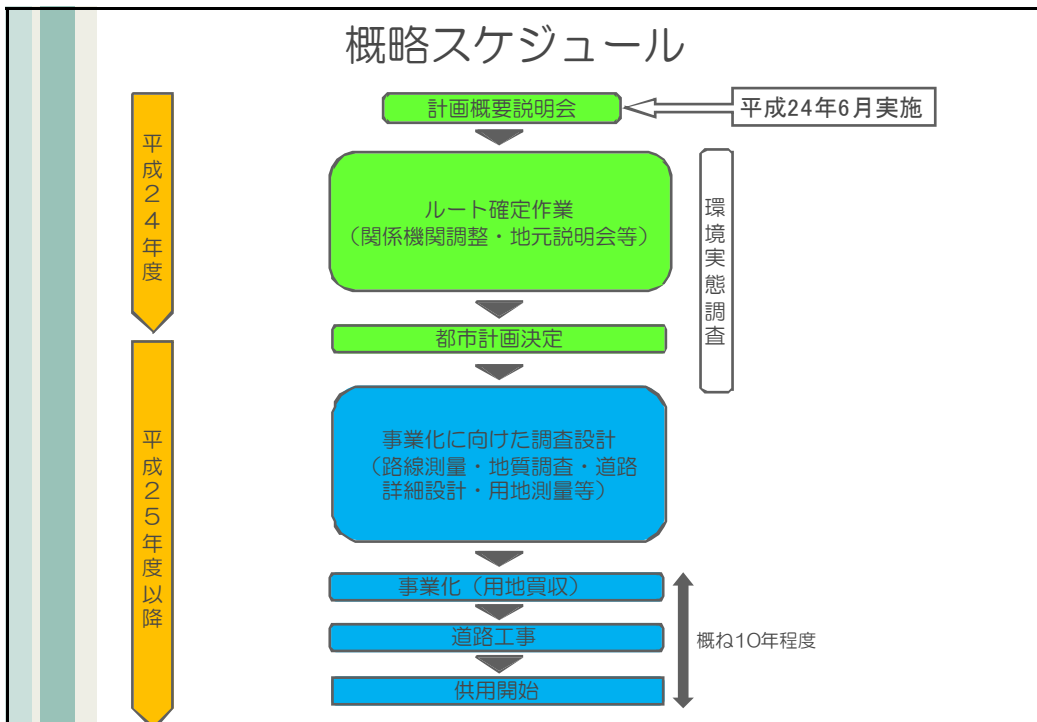 概略スケジュール
計画概要説明会
平成24年6月実施
平成24年度
ルート確定作業
（関係機関調整・地元説明会等）
環境実態調査
都市計画決定
平成25年度以降
事業化に向けた調査設計
（路線測量・地質調査・道路
詳細設計・用地測量等）
事業化（用地買収）
道路工事
概ね10年程度
供用開始